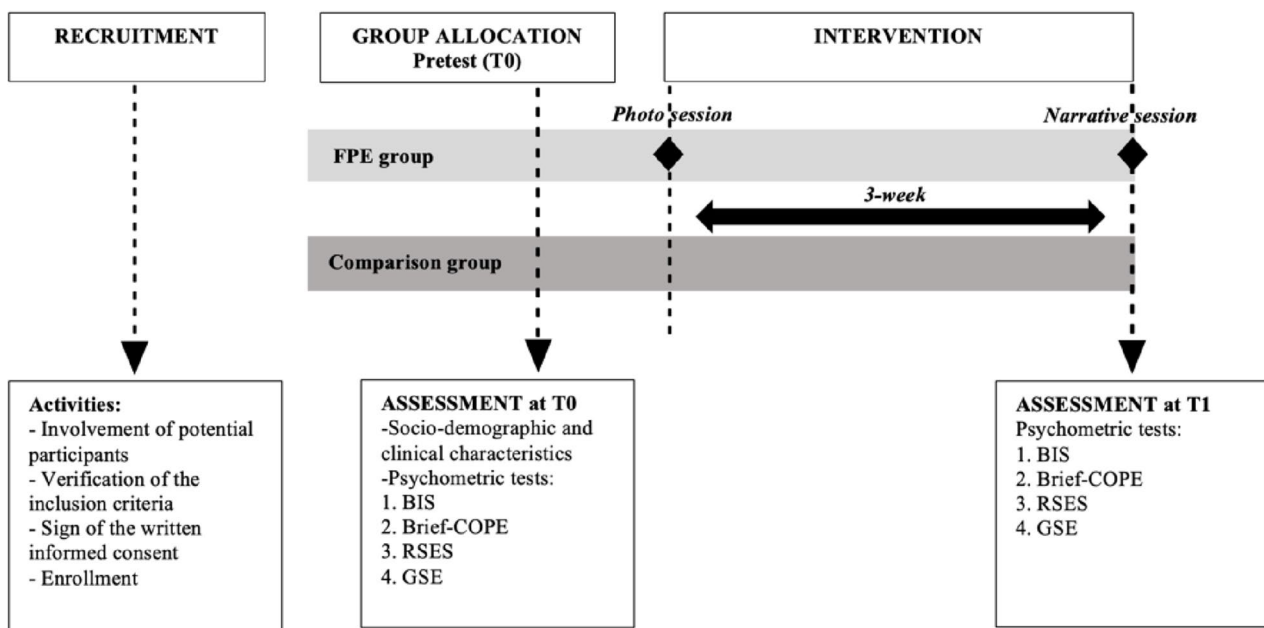 RECRUITMENT
GROUP ALLOCATION
Pretest (T0)
INTERVENTION
Photo session
Narrative session
FPE group
3-week
Comparison group
Activities:
- Involvement of potential
participants
- Verification of the
inclusion criteria
- Sign of the written
informed consent
- Enrollment
ASSESSMENT at T0
-Socio-demographic and
clinical characteristics
-Psychometric tests:
1. BIS
2. Brief-COPE
3. RSES
4. GSE
ASSESSMENT at T1
Psychometric tests:
1. BIS
2. Brief-COPE
3. RSES
4. GSE